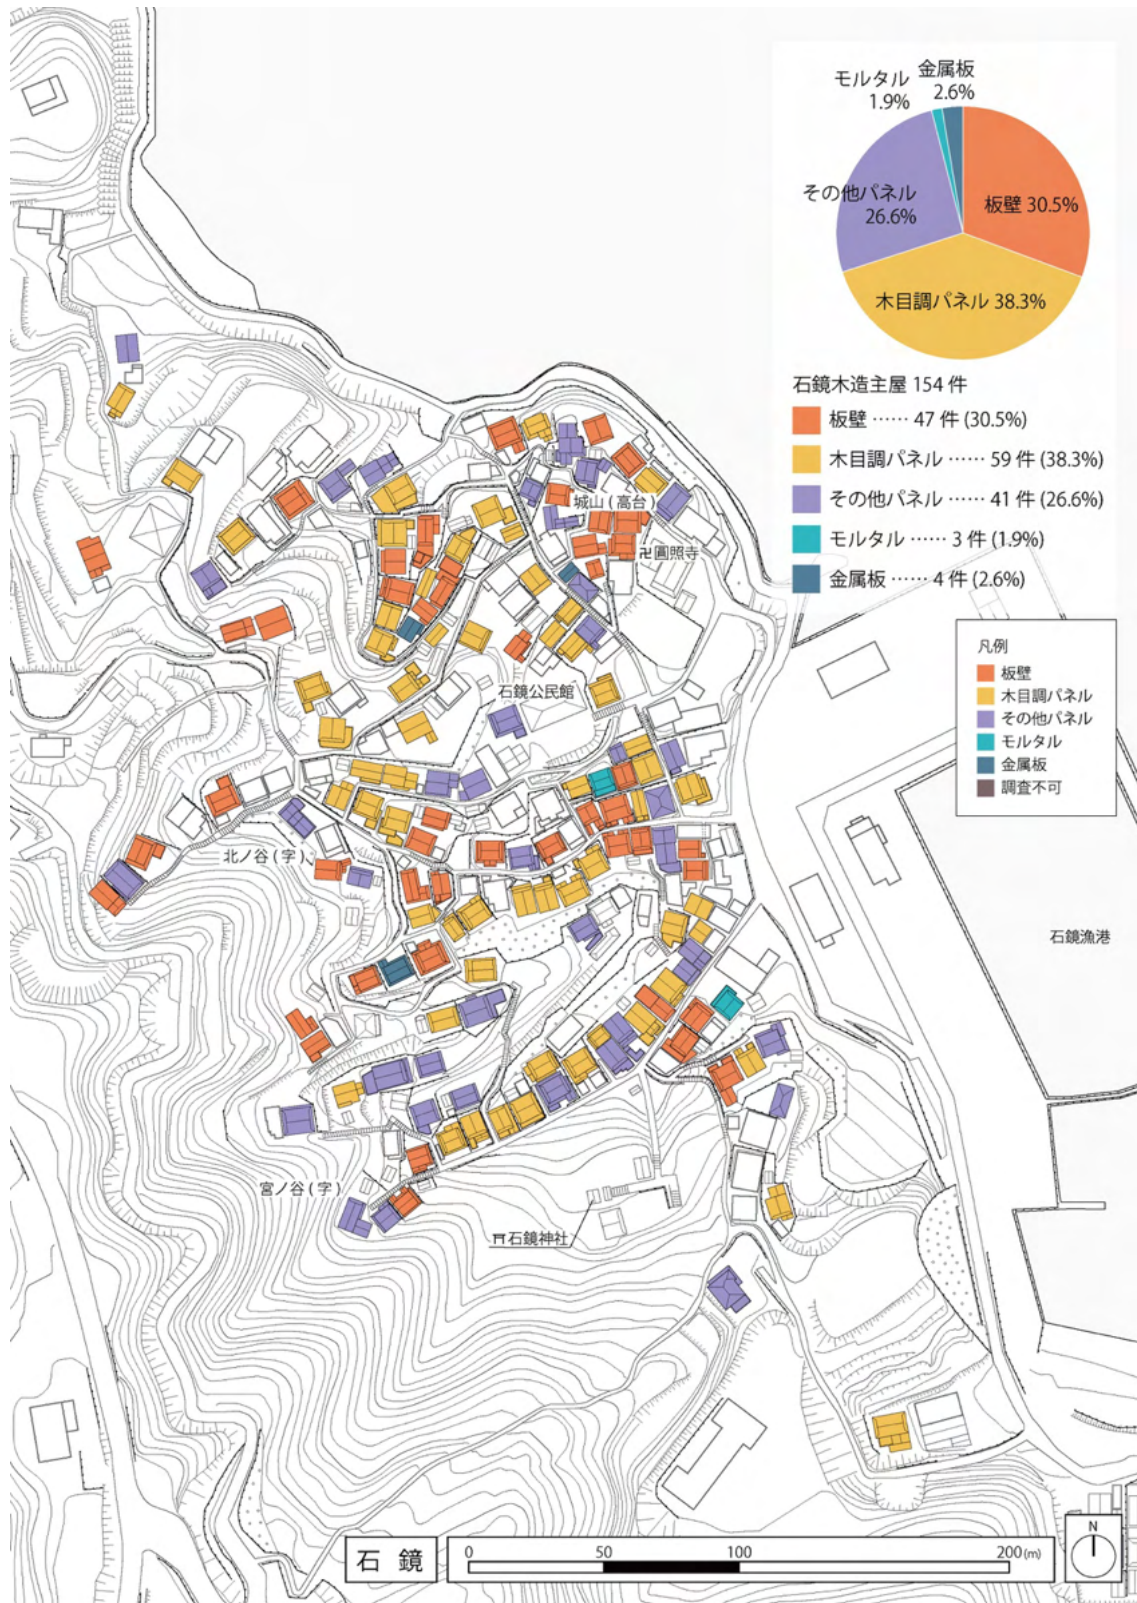 金属板
2.6%
モルタル
1.9%
その他パネル
26.6%
板壁 30.5%
木目調パネル 38.3%
石鏡木造主屋 154 件
板壁 …… 47 件 (30.5%)
木目調パネル …… 59 件 (38.3%)
その他パネル …… 41 件 (26.6%)
モルタル …… 3 件 (1.9%)
金属板 …… 4 件 (2.6%)
城山 ( 高台 )
卍圓照寺
凡例
板壁
木目調パネル
その他パネル
モルタル
金属板
調査不可
石鏡公民館
北ノ谷 ( 字 )
石鏡漁港
宮ノ谷 ( 字 )
⛩石鏡神社
石 鏡
0 50 100 200 (m)
N